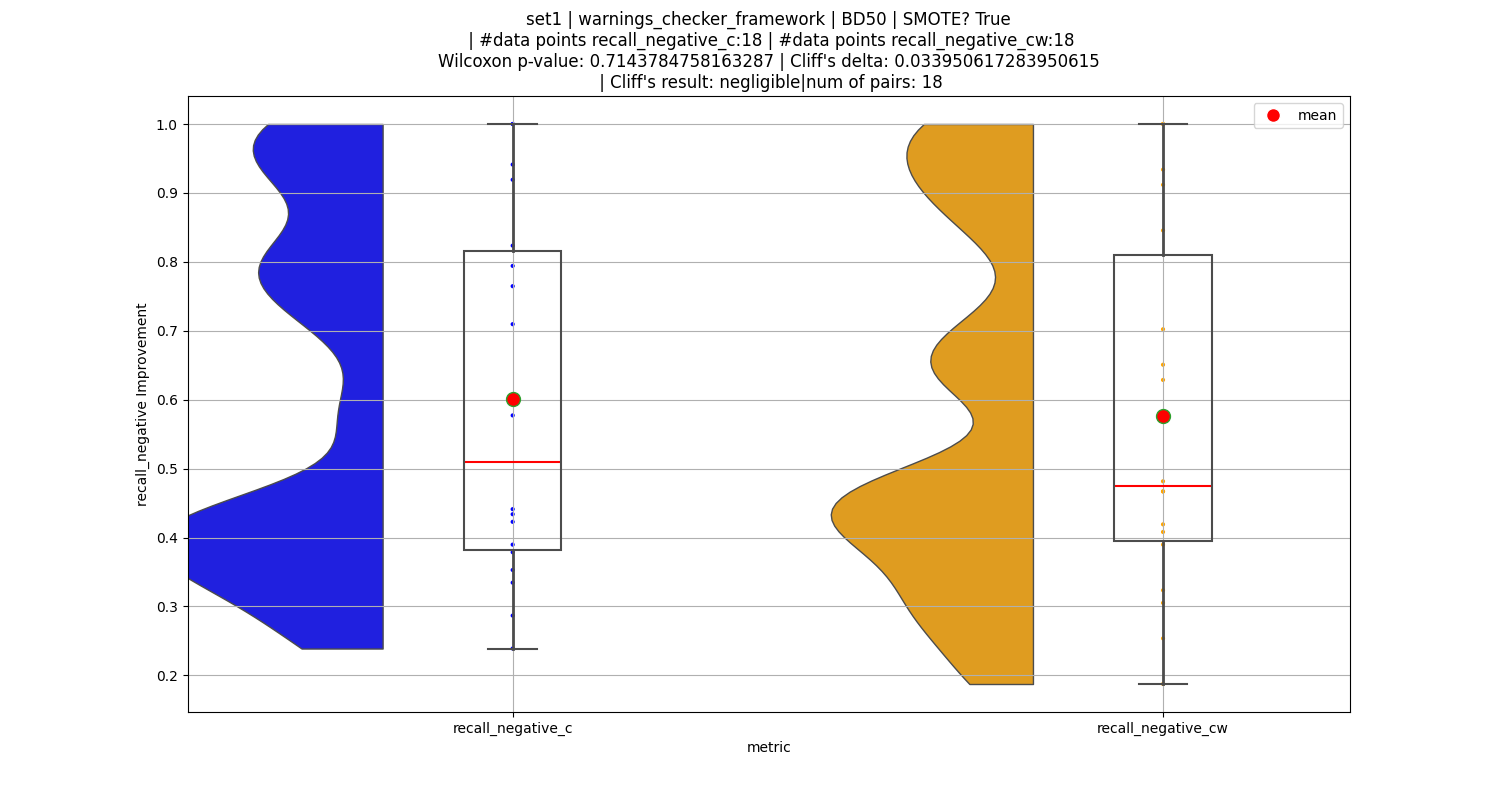 set1 | warnings_checker_framework | BD50 | SMOTE? True
| #data points recall_negative_c:18 | #data points recall_negative_cw:18
Wilcoxon p-value: 0.7143784758163287 | Cliff's delta: 0.033950617283950615
| Cliff's result: negligible|num of pairs: 18
mean
1.0
0.9
0.8
0.7
0.6
0.5
0.4
0.3
0.2
recall_negative Improvement
recall_negative_c
recall_negative_cw
metric